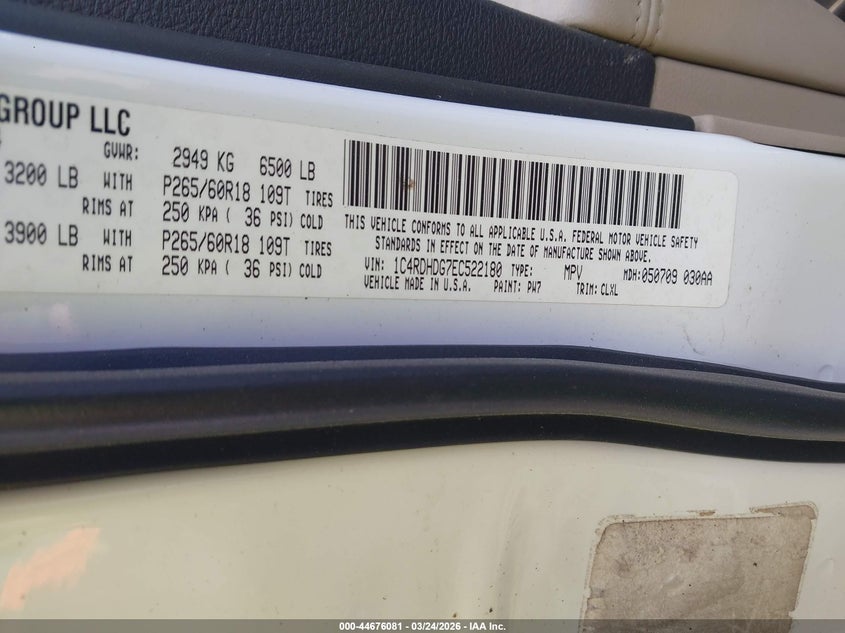 GROUP LLC
GVWR: 2949 KG 6500 LB
3200 LB WITH P265/60R18 109T TIRES
RIMS AT 250 KPA ( 36 PSI) COLD
3900 LB WITH P265/60R18 109T TIRES
RIMS AT 250 KPA ( 36 PSI) COLD
THIS VEHICLE CONFORMS TO ALL APPLICABLE U.S.A. FEDERAL MOTOR VEHICLE SAFETY
STANDARDS IN EFFECT ON THE DATE OF MANUFACTURE SHOWN ABOVE.
VIN: 1C4RDHDG7EC522180 TYPE: MPV MDH:050709 030AA
VEHICLE MADE IN U.S.A. PAINT: PW7 TRIM: CLXL
000-44676081 - 03/24/2026 - IAA Inc.